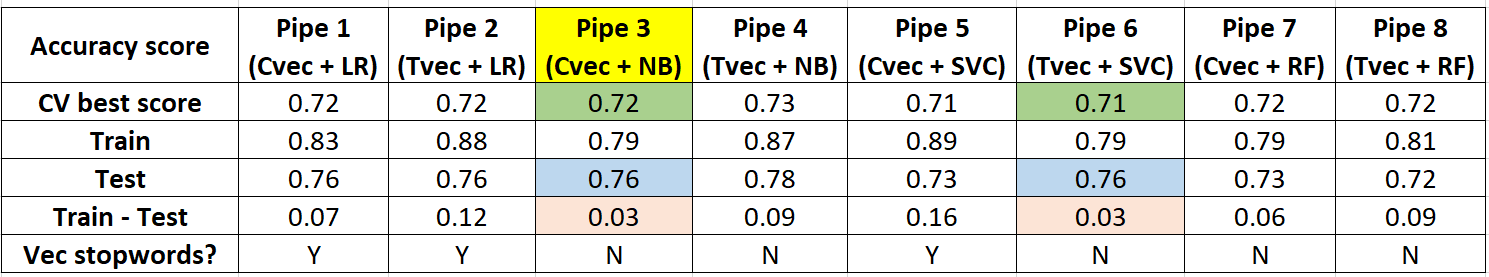 Accuracy score Pipe 1 Pipe 2 Pipe 3 Pipe 4 Pipe 5 Pipe 6 Pipe 7 Pipe 8
(Cvec + LR) (Tvec + LR) (Cvec + NB) (Tvec + NB) (Cvec + SVC) (Tvec + SVC) (Cvec + RF) (Tvec + RF)
CV best score 0.72 0.72 0.72 0.73 0.71 0.71 0.72 0.72
Train 0.83 0.88 0.79 0.87 0.89 0.79 0.79 0.81
Test 0.76 0.76 0.76 0.78 0.73 0.76 0.73 0.72
Train - Test 0.07 0.12 0.03 0.09 0.16 0.03 0.06 0.09
Vec stopwords? Y Y N N Y N N N